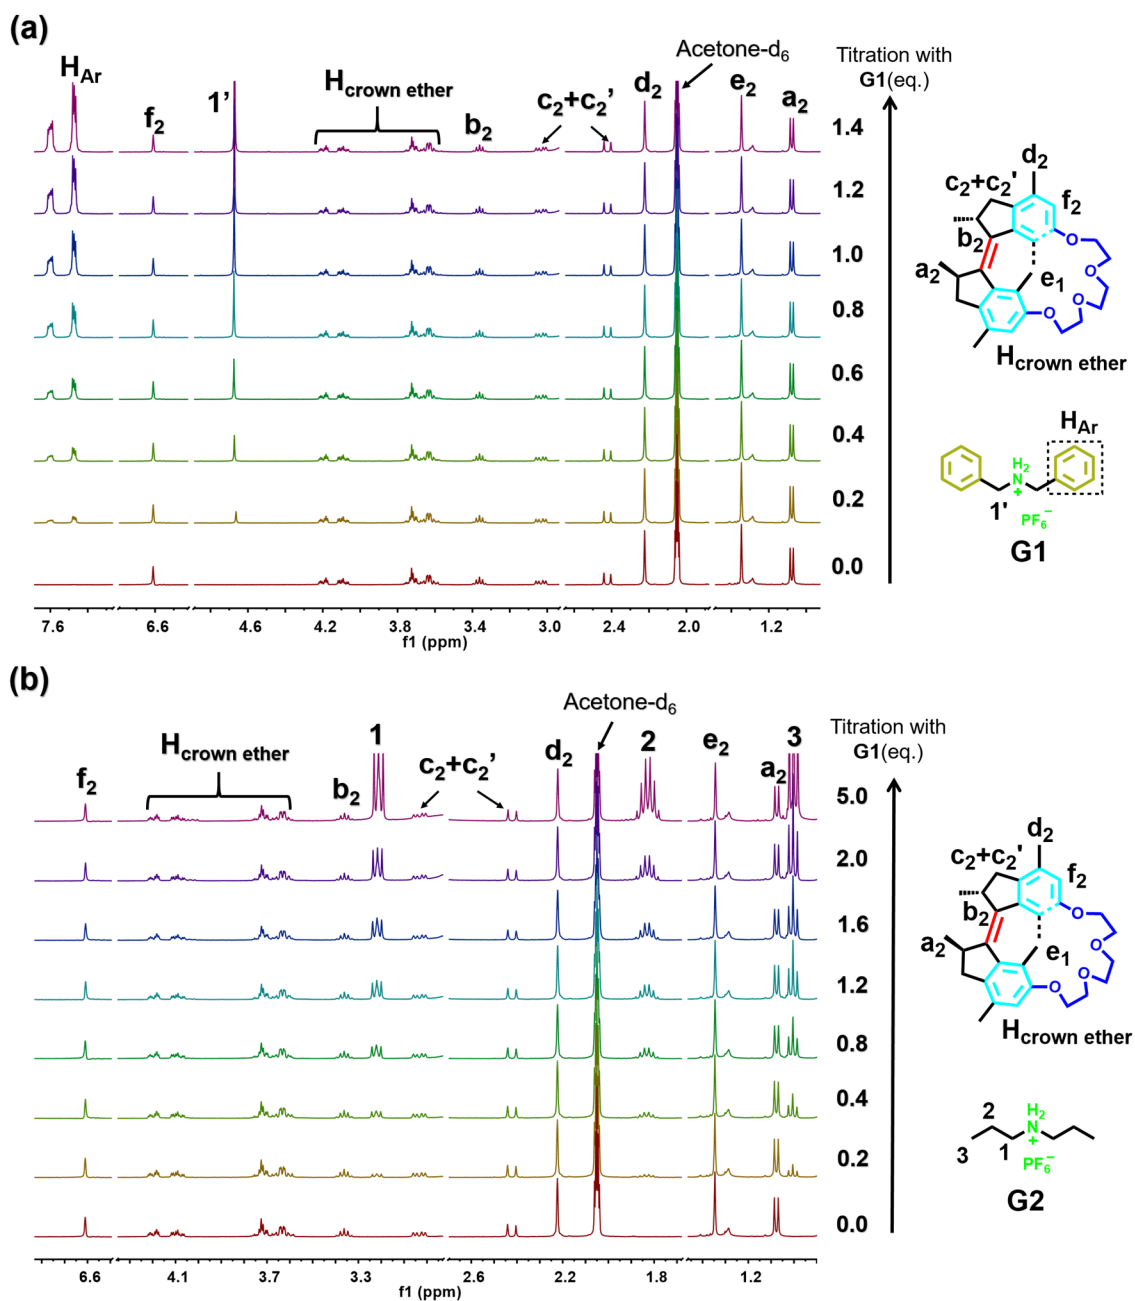 (a)
Acetone-d6
Titration with
G1(eq.)
HAr
f2
1'
Hcrown ether
b2
c2+c2'
d2
e2
a2
1.4
1.2
1.0
0.8
0.6
0.4
0.2
0.0
7.6 6.6 4.6 4.2 3.8 3.4 3.0 2.4 2.0 1.2
f1 (ppm)
d2
c2+c2'
f2
b2
O
O
a2
e1
O
O
Hcrown ether
HAr
H2
N
+
1'
PF6−
G1
(b)
Acetone-d6
Titration with
G1(eq.)
f2
Hcrown ether
b2
1
c2+c2'
d2
2
e2
a2
3
5.0
2.0
1.6
1.2
0.8
0.4
0.2
0.0
6.6 4.1 3.7 3.3 2.6 2.2 1.8 1.2
f1 (ppm)
d2
c2+c2'
f2
b2
O
O
a2
e1
O
O
Hcrown ether
2
H2
N
+
3
1
PF6−
G2